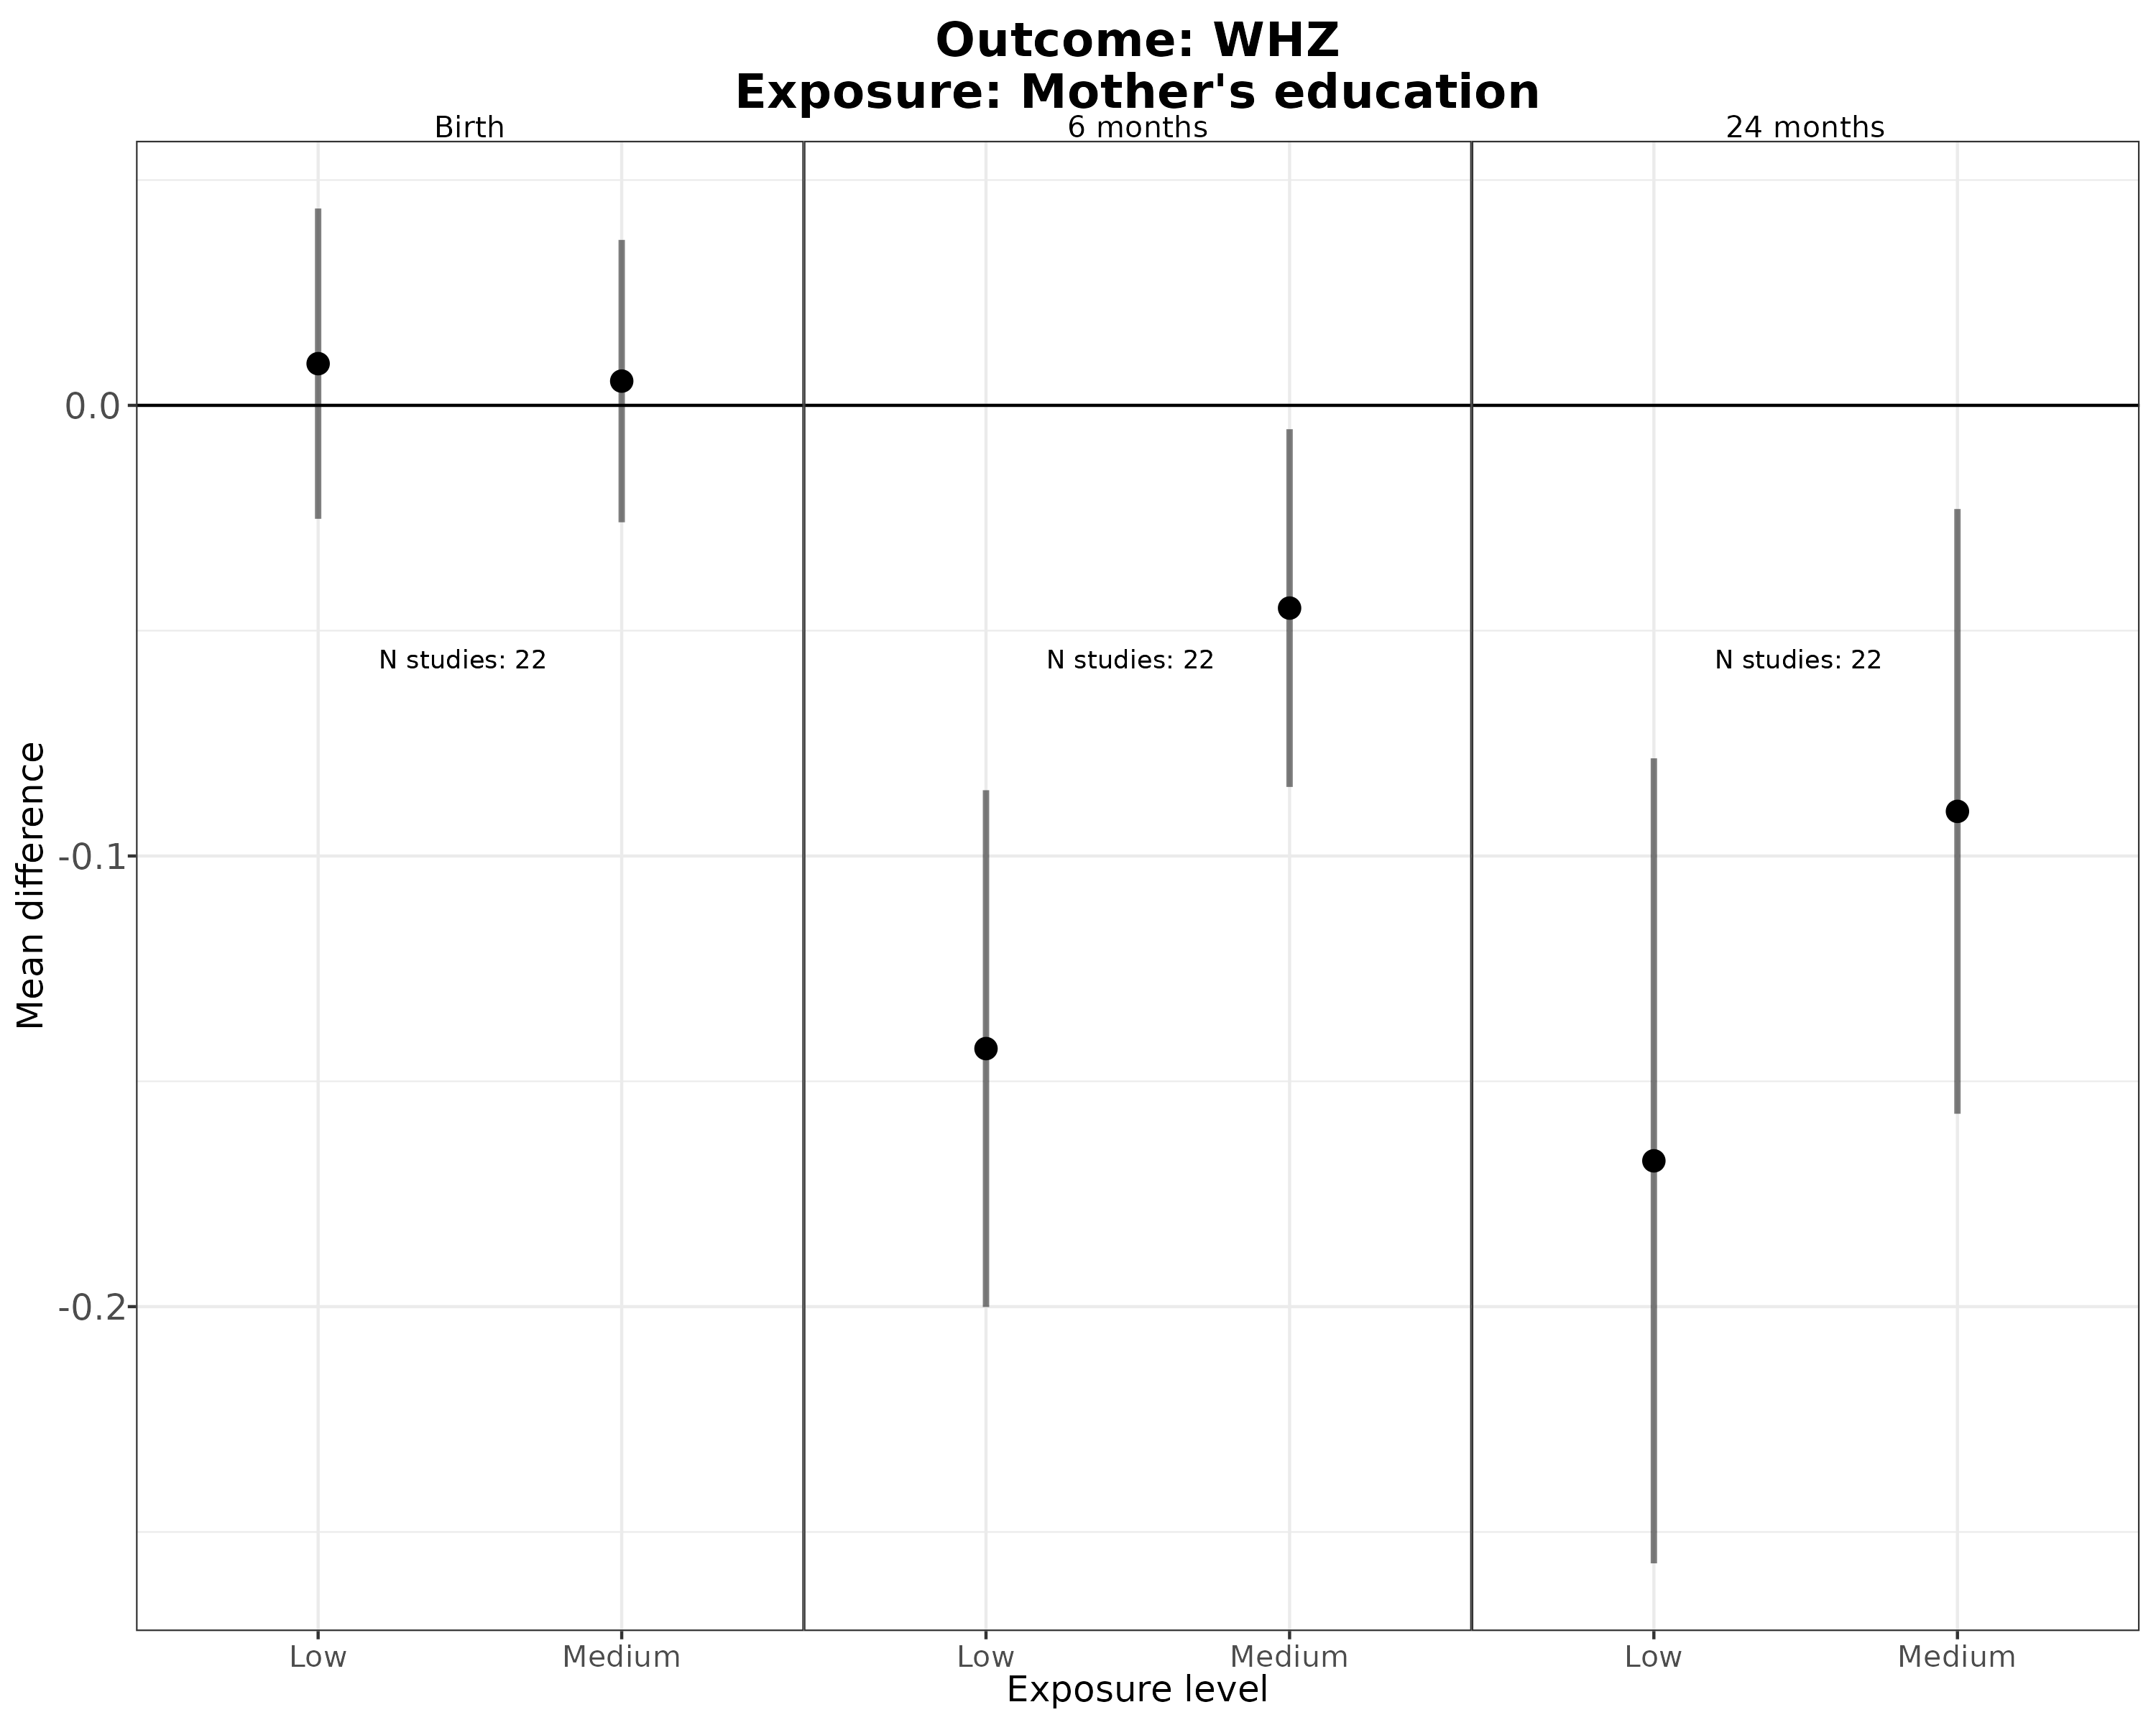 Outcome: WHZ
Exposure: Mother's education
Birth 6 months 24 months
0.0
-0.1
-0.2
Mean difference
N studies: 22 N studies: 22 N studies: 22
Low Medium Low Medium Low Medium
Exposure level